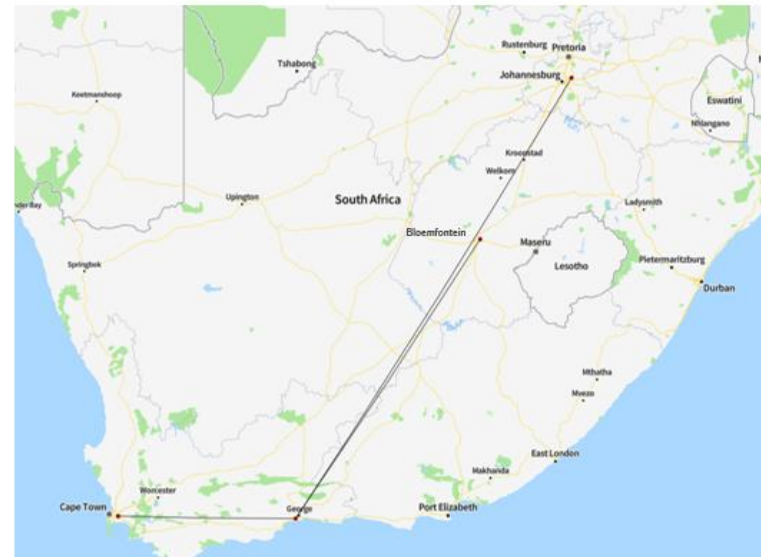 Rustenburg
Pretoria
Tshabong
Johannesburg
Keetmanshoop
Eswatini
Nhlangano
Kroonstad
Welkom
Upington
South Africa
Ladysmith
Bloemfontein
Maseru
Lesotho
Pietermaritzburg
Springbok
Durban
Mthatha
Mvezo
East London
Makhanda
Worcester
Cape Town
George
Port Elizabeth